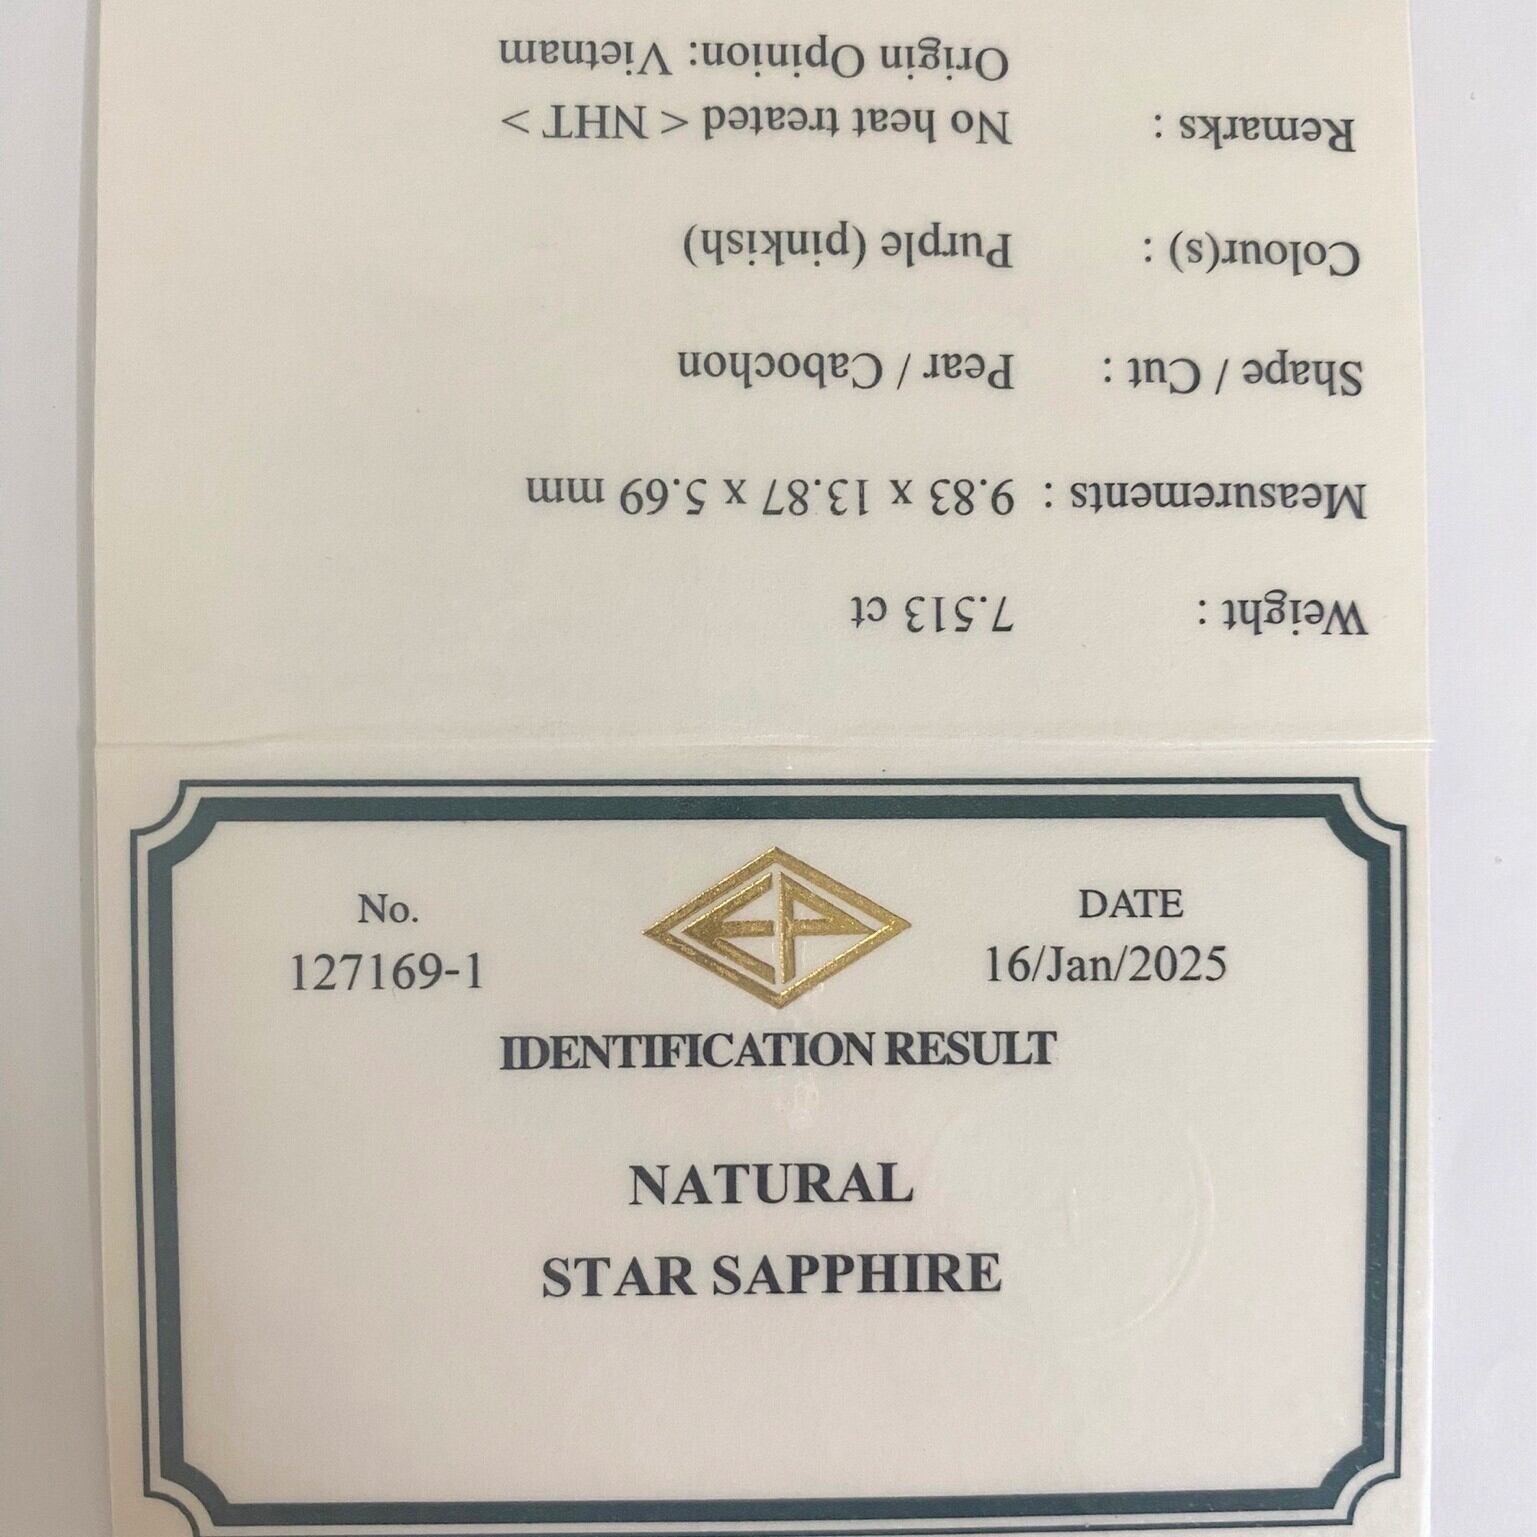 Weight : 7.513 ct
Measurements : 9.83 x 13.87 x 5.69 mm
Shape / Cut : Pear / Cabochon
Colour(s) : Purple (pinkish)
Remarks : No heat treated < NHT >
Origin Opinion: Vietnam
No. DATE
127169-1 16/Jan/2025
EP
IDENTIFICATION RESULT
NATURAL
STAR SAPPHIRE